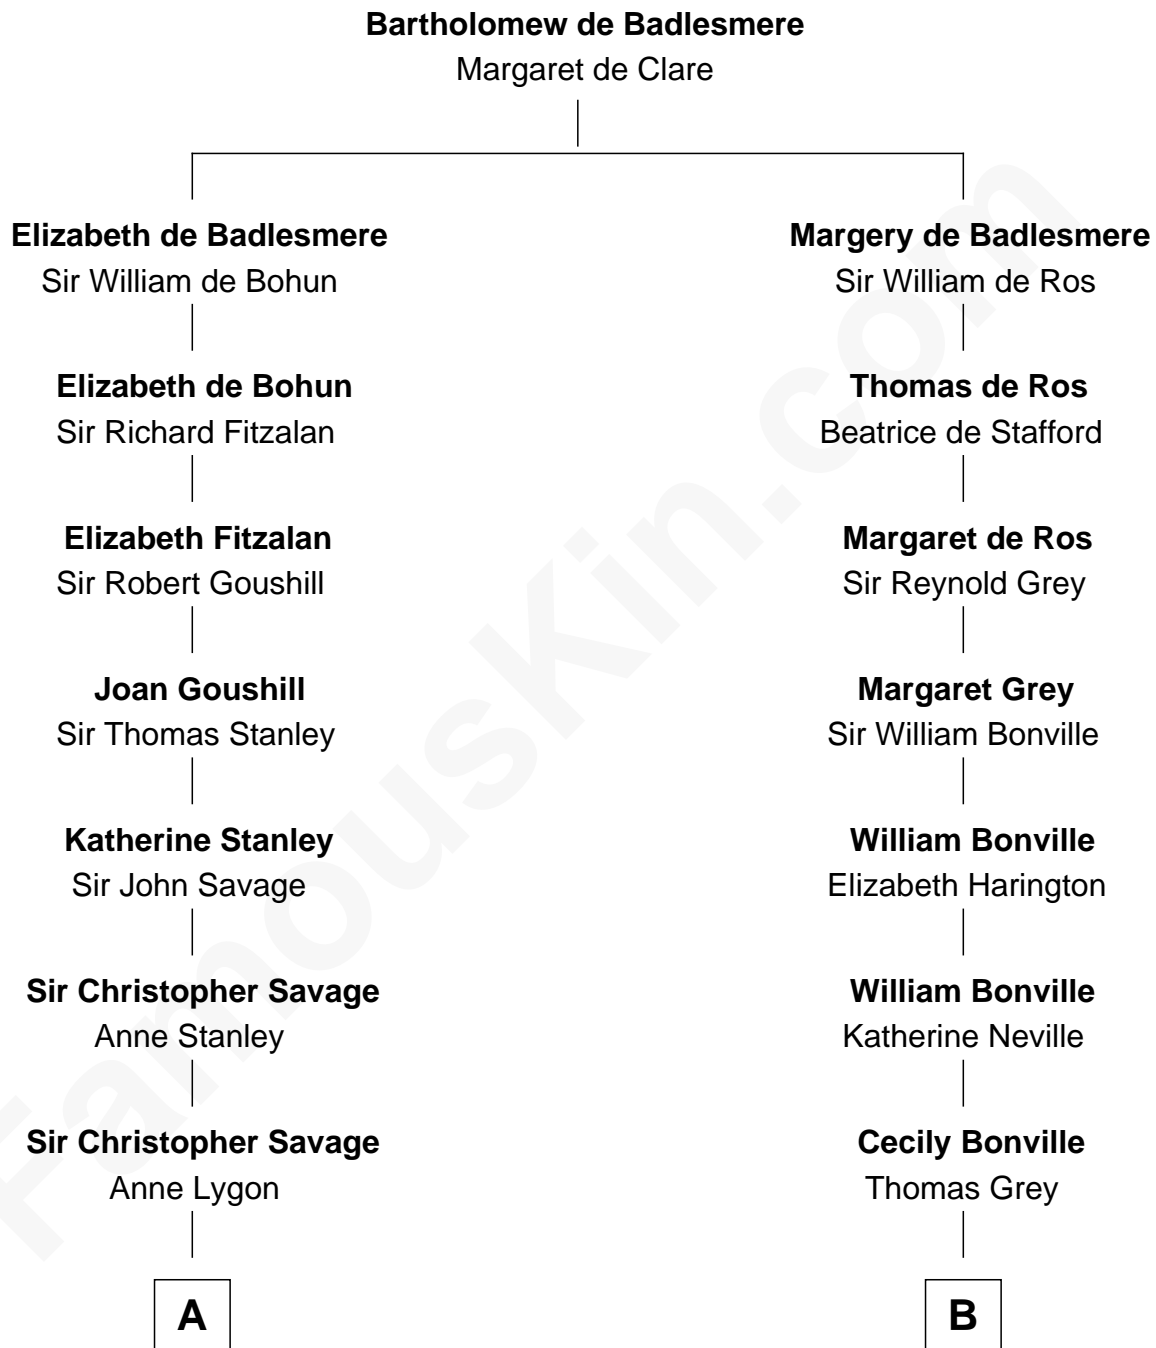 Bartholomew de Badlesmere
Margaret de Clare
Elizabeth de Badlesmere
Sir William de Bohun
Margery de Badlesmere
Sir William de Ros
Elizabeth de Bohun
Sir Richard Fitzalan
Thomas de Ros
Beatrice de Stafford
Elizabeth Fitzalan
Sir Robert Goushill
Margaret de Ros
Sir Reynold Grey
Joan Goushill
Sir Thomas Stanley
Margaret Grey
Sir William Bonville
Katherine Stanley
Sir John Savage
William Bonville
Elizabeth Harington
Sir Christopher Savage
Anne Stanley
William Bonville
Katherine Neville
Sir Christopher Savage
Anne Lygon
Cecily Bonville
Thomas Grey
A
B
FamousKin.com